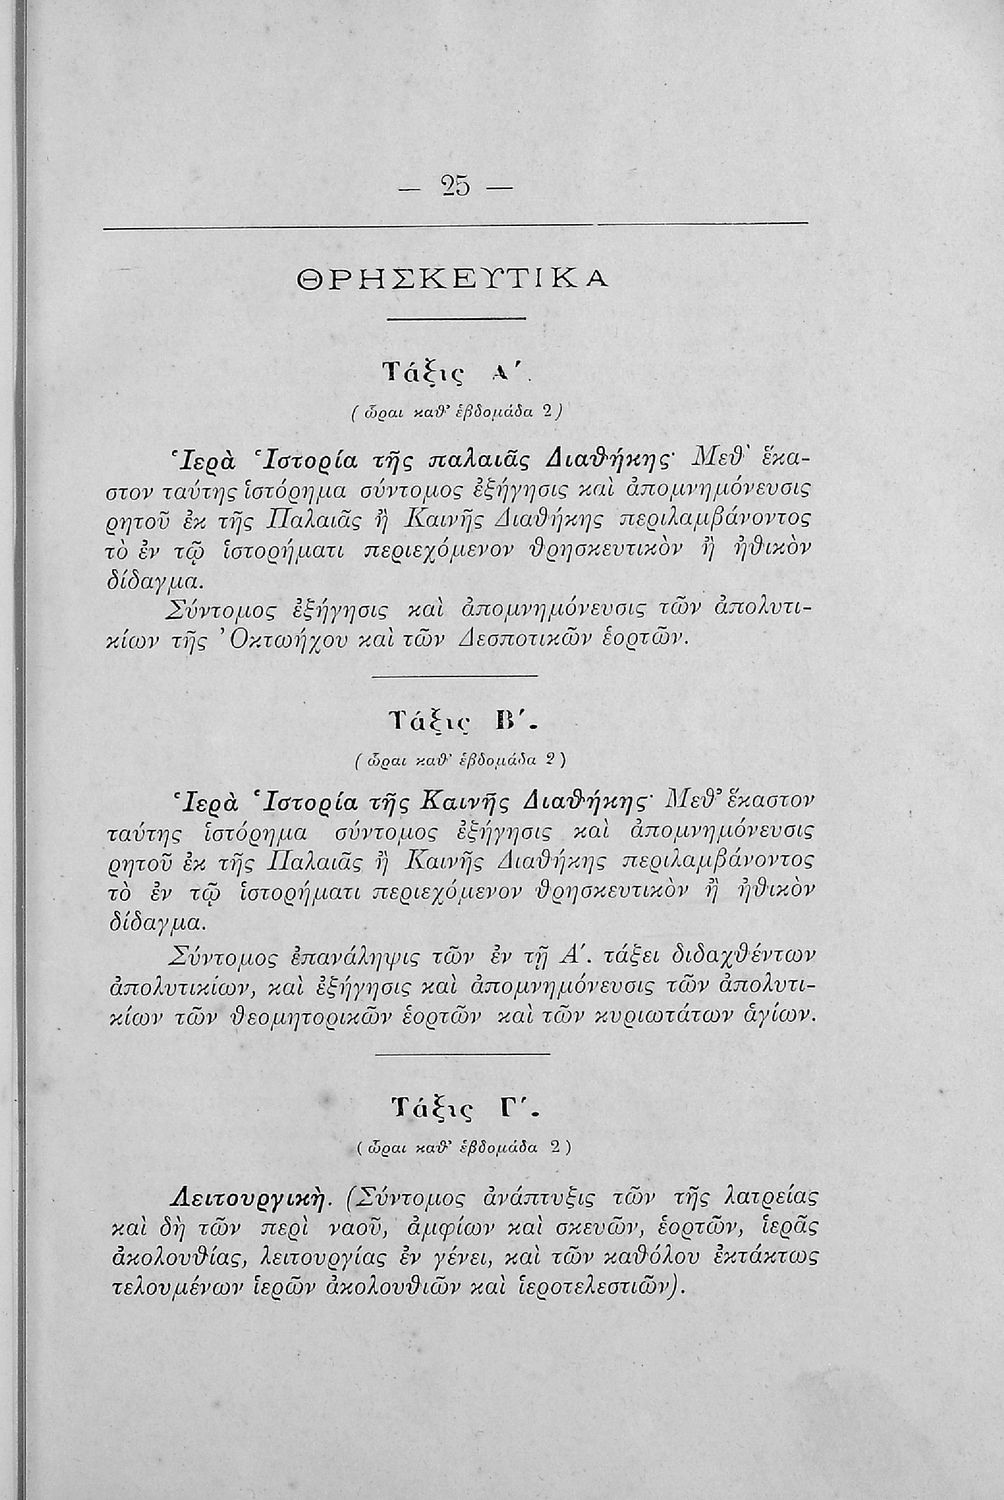 — 25 —
ΘΡΗΣΚΕΥΤΙΚΑ
Τάξις Α΄.
( ὧραι καθ' ἑβδομάδα 2 )
Ἱερὰ Ἱστορία τῆς παλαιᾶς Διαθήκης· Μεθ' ἕκα-
στον ταύτης ἱστόρημα σύντομος ἐξήγησις καὶ ἀπομνημόνευσις
ρητοῦ ἐκ τῆς Παλαιᾶς ἢ Καινῆς Διαθήκης περιλαμβάνοντος
τὸ ἐν τῷ ἱστορήματι περιεχόμενον θρησκευτικὸν ἢ ἠθικὸν
δίδαγμα.
Σύντομος ἐξήγησις καὶ ἀπομνημόνευσις τῶν ἀπολυτι-
κίων τῆς Ὀκτωήχου καὶ τῶν Δεσποτικῶν ἑορτῶν.
Τάξις Β΄.
( ὧραι καθ' ἑβδομάδα 2 )
Ἱερὰ Ἱστορία τῆς Καινῆς Διαθήκης· Μεθ' ἕκαστον
ταύτης ἱστόρημα σύντομος ἐξήγησις καὶ ἀπομνημόνευσις
ρητοῦ ἐκ τῆς Παλαιᾶς ἢ Καινῆς Διαθήκης περιλαμβάνοντος
τὸ ἐν τῷ ἱστορήματι περιεχόμενον θρησκευτικὸν ἢ ἠθικὸν
δίδαγμα.
Σύντομος ἐπανάληψις τῶν ἐν τῇ Α΄. τάξει διδαχθέντων
ἀπολυτικίων, καὶ ἐξήγησις καὶ ἀπομνημόνευσις τῶν ἀπολυτι-
κίων τῶν θεομητορικῶν ἑορτῶν καὶ τῶν κυριωτάτων ἁγίων.
Τάξις Γ΄.
( ὧραι καθ' ἑβδομάδα 2 )
Λειτουργικὴ. (Σύντομος ἀνάπτυξις τῶν τῆς λατρείας
καὶ δὴ τῶν περὶ ναοῦ, ἀμφίων καὶ σκευῶν, ἑορτῶν, ἱερᾶς
ἀκολουθίας, λειτουργίας ἐν γένει, καὶ τῶν καθόλου ἐκτάκτως
τελουμένων ἱερῶν ἀκολουθιῶν καὶ ἱεροτελεστιῶν).